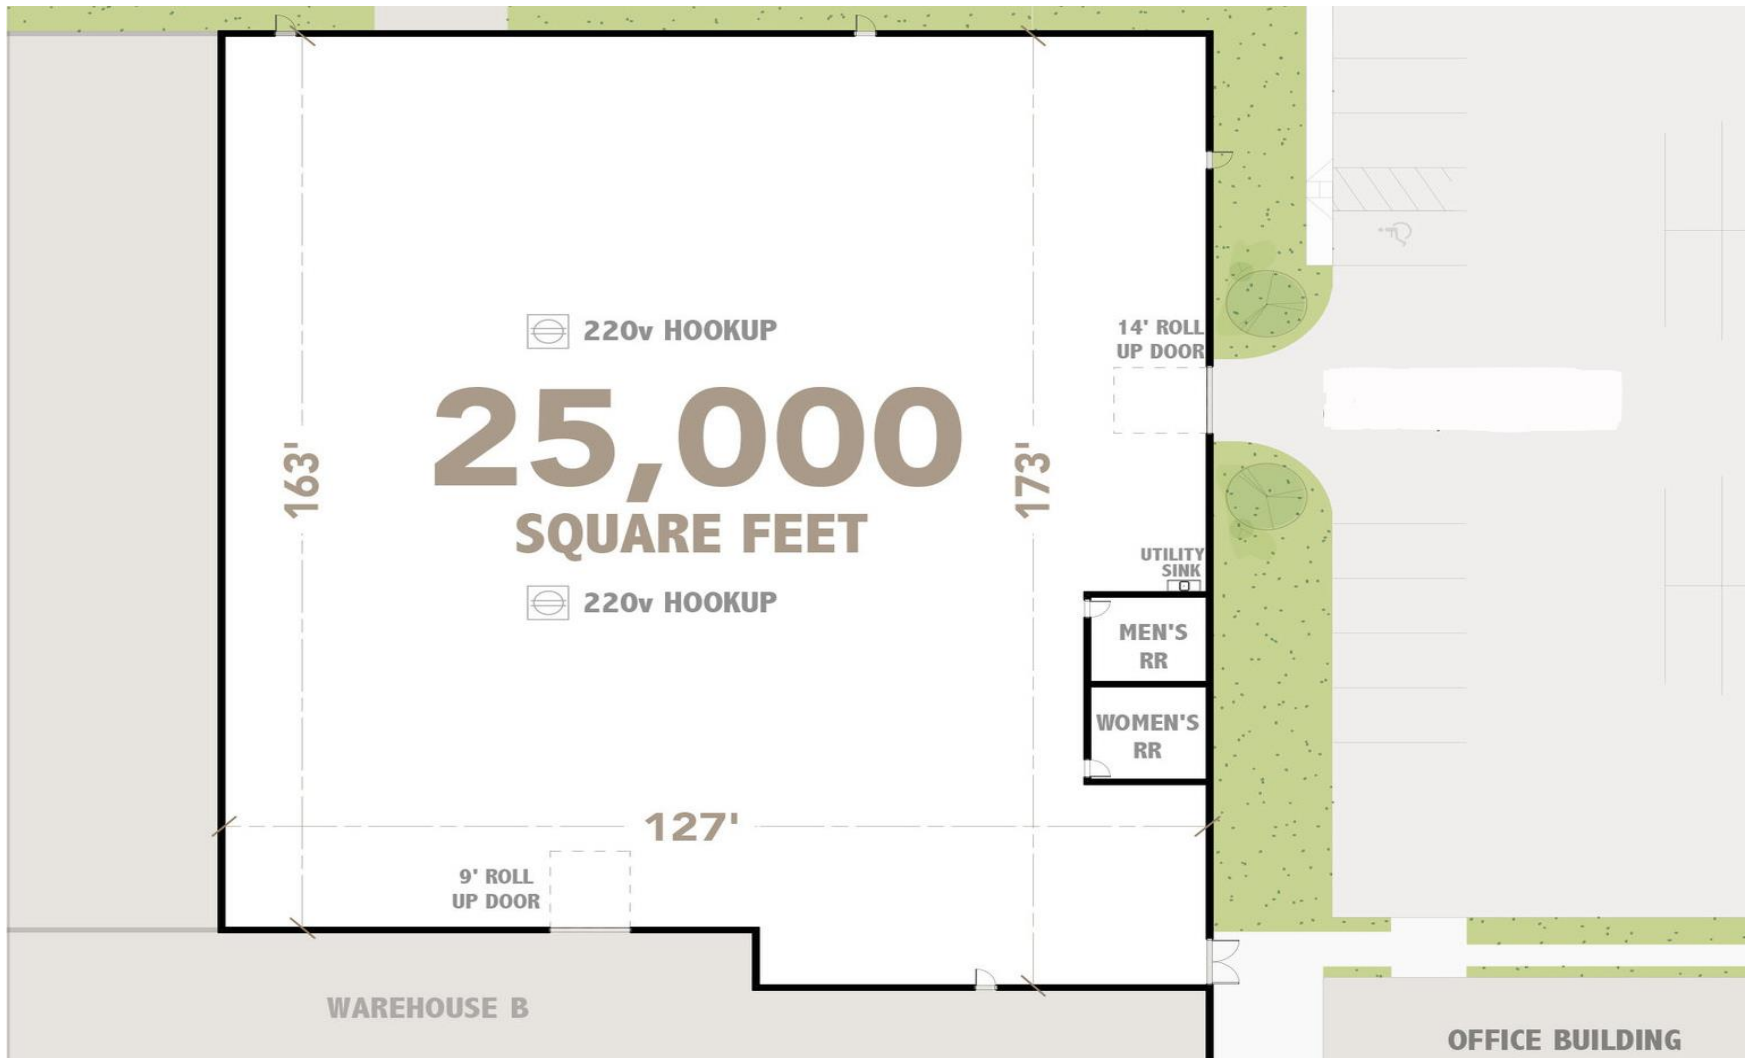 220v HOOKUP
14' ROLL
UP DOOR
25,000
163'
173'
SQUARE FEET
UTILITY
SINK
220v HOOKUP
MEN'S
RR
WOMEN'S
RR
127'
9' ROLL
UP DOOR
WAREHOUSE B
OFFICE BUILDING